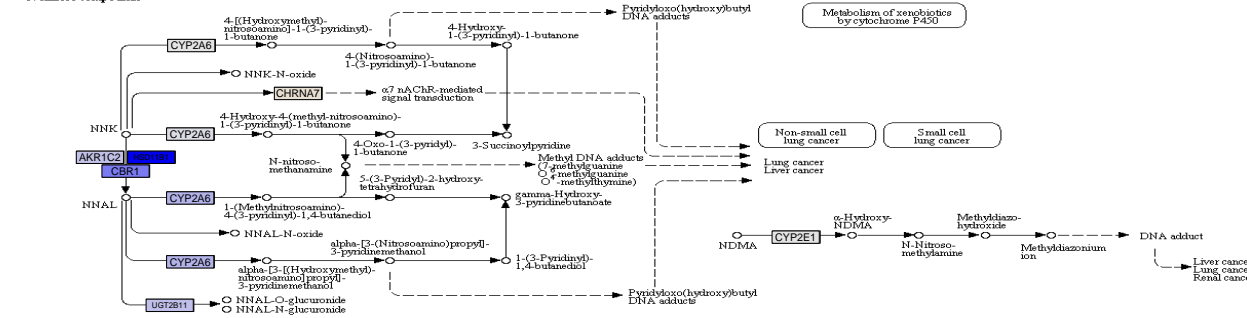 4-[(Hydroxymethyl)-
nitrosoamino]-1-(3-pyridinyl)-
1-butanone
CYP2A6
4-(Nitrosoamino)-
1-(3-pyridinyl)-1-butanone
4-Hydroxy-
1-(3-pyridinyl)-1-butanone
Pyridyloxo(hydroxy)butyl
DNA adducts
Metabolism of xenobiotics
by cytochrome P450
NNK-N-oxide
CHRNA7
α7 nAChR-mediated
signal transduction
NNK
4-Hydroxy-4-(methyl-nitrosoamino)-
1-(3-pyridinyl)-1-butanone
CYP2A6
4-Oxo-1-(3-pyridyl)-
1-butanone
3-Succinoylpyridine
Non-small cell
lung cancer
Small cell
lung cancer
Lung cancer
Liver cancer
AKR1C2
CBR1
N-nitroso-
methanamine
Methyl DNA adducts
(7-methylguanine
O6-methylguanine
O4-methylthymine)
5-(3-Pyridyl)-2-hydroxy-
tetrahydrofuran
NNAL
CYP2A6
1-(Methylnitrosoamino)-
4-(3-pyridinyl)-1,4-butanediol
gamma-Hydroxy-
3-pyridinebutanoate
NNAL-N-oxide
alpha-[3-(Nitrosoamino)propyl]-
3-pyridinemethanol
CYP2A6
alpha-[3-[(Hydroxymethyl)-
nitrosoamino]propyl]-
3-pyridinemethanol
1-(3-Pyridinyl)-
1,4-butanediol
UGT2B11
NNAL-O-glucuronide
NNAL-N-glucuronide
Pyridyloxo(hydroxy)butyl
DNA adducts
NDMA
CYP2E1
α-Hydroxy-
NDMA
N-Nitroso-
methylamine
Methyldiazo-
hydroxide
Methyldiazonium
ion
DNA adduct
Liver cance
Lung cance
Renal canc